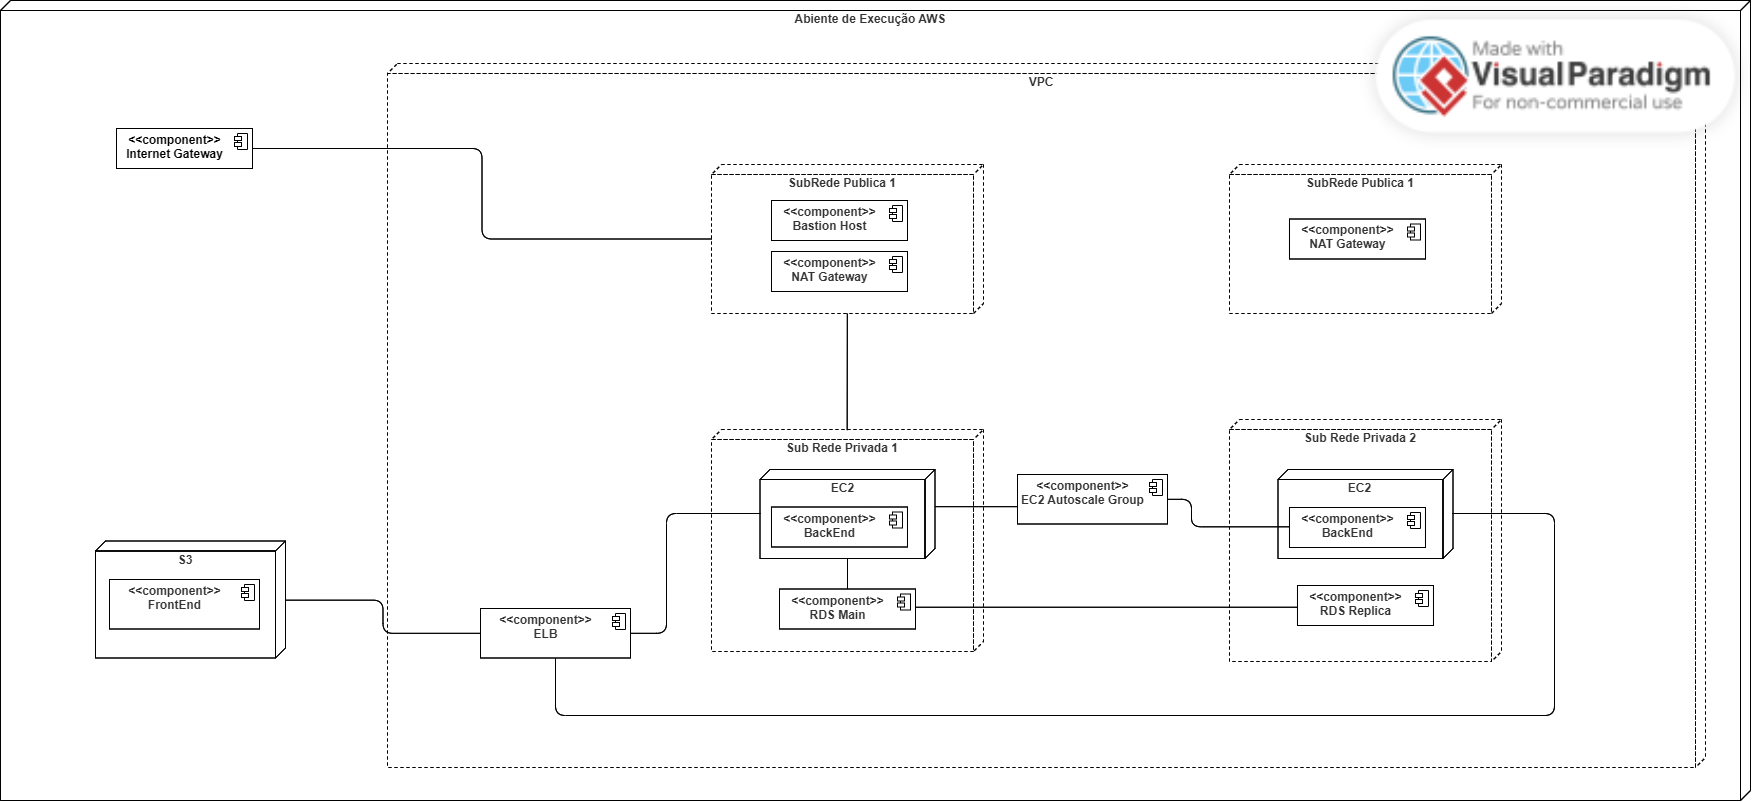 Abiente de Execução AWS
Made with
Visual Paradigm
For non-commercial use
VPC
<<component>>
Internet Gateway
SubRede Publica 1
<<component>>
Bastion Host
<<component>>
NAT Gateway
SubRede Publica 1
<<component>>
NAT Gateway
Sub Rede Privada 1
EC2
<<component>>
BackEnd
<<component>>
RDS Main
<<component>>
EC2 Autoscale Group
Sub Rede Privada 2
EC2
<<component>>
BackEnd
<<component>>
RDS Replica
S3
<<component>>
FrontEnd
<<component>>
ELB